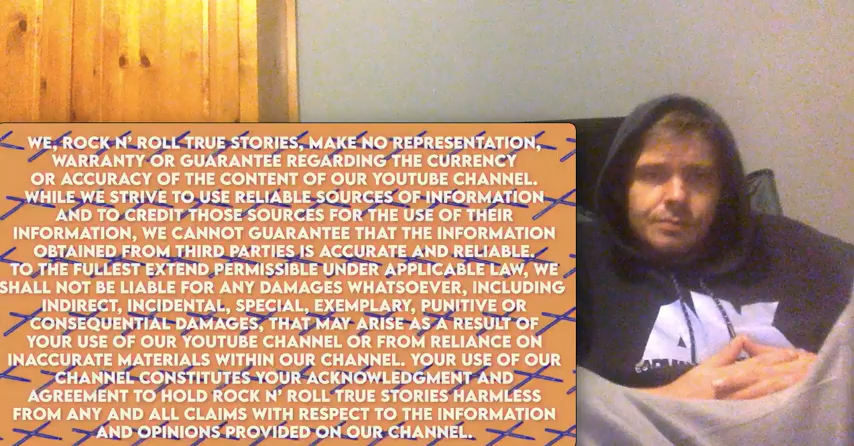 WE, ROCK N' ROLL TRUE STORIES, MAKE NO REPRESENTATION,
WARRANTY OR GUARANTEE REGARDING THE CURRENCY
OR ACCURACY OF THE CONTENT OF OUR YOUTUBE CHANNEL.
WHILE WE STRIVE TO USE RELIABLE SOURCES OF INFORMATION
AND TO CREDIT THOSE SOURCES FOR THE USE OF THEIR
INFORMATION, WE CANNOT GUARANTEE THAT THE INFORMATION
OBTAINED FROM THIRD PARTIES IS ACCURATE AND RELIABLE.
TO THE FULLEST EXTEND PERMISSIBLE UNDER APPLICABLE LAW, WE
SHALL NOT BE LIABLE FOR ANY DAMAGES WHATSOEVER, INCLUDING
INDIRECT, INCIDENTAL, SPECIAL, EXEMPLARY, PUNITIVE OR
CONSEQUENTIAL DAMAGES, THAT MAY ARISE AS A RESULT OF
YOUR USE OF OUR YOUTUBE CHANNEL OR FROM RELIANCE ON
INACCURATE MATERIALS WITHIN OUR CHANNEL. YOUR USE OF OUR
CHANNEL CONSTITUTES YOUR ACKNOWLEDGMENT AND
AGREEMENT TO HOLD ROCK N' ROLL TRUE STORIES HARMLESS
FROM ANY AND ALL CLAIMS WITH RESPECT TO THE INFORMATION
AND OPINIONS PROVIDED ON OUR CHANNEL.